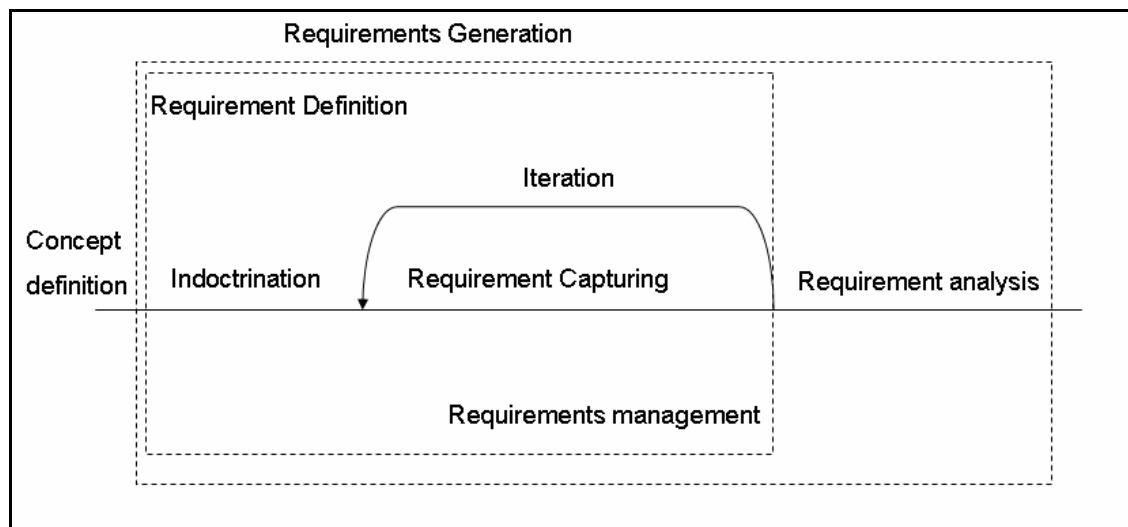 Requirements Generation
Requirement Definition
Iteration
Concept
definition
Indoctrination
Requirement Capturing
Requirement analysis
Requirements management